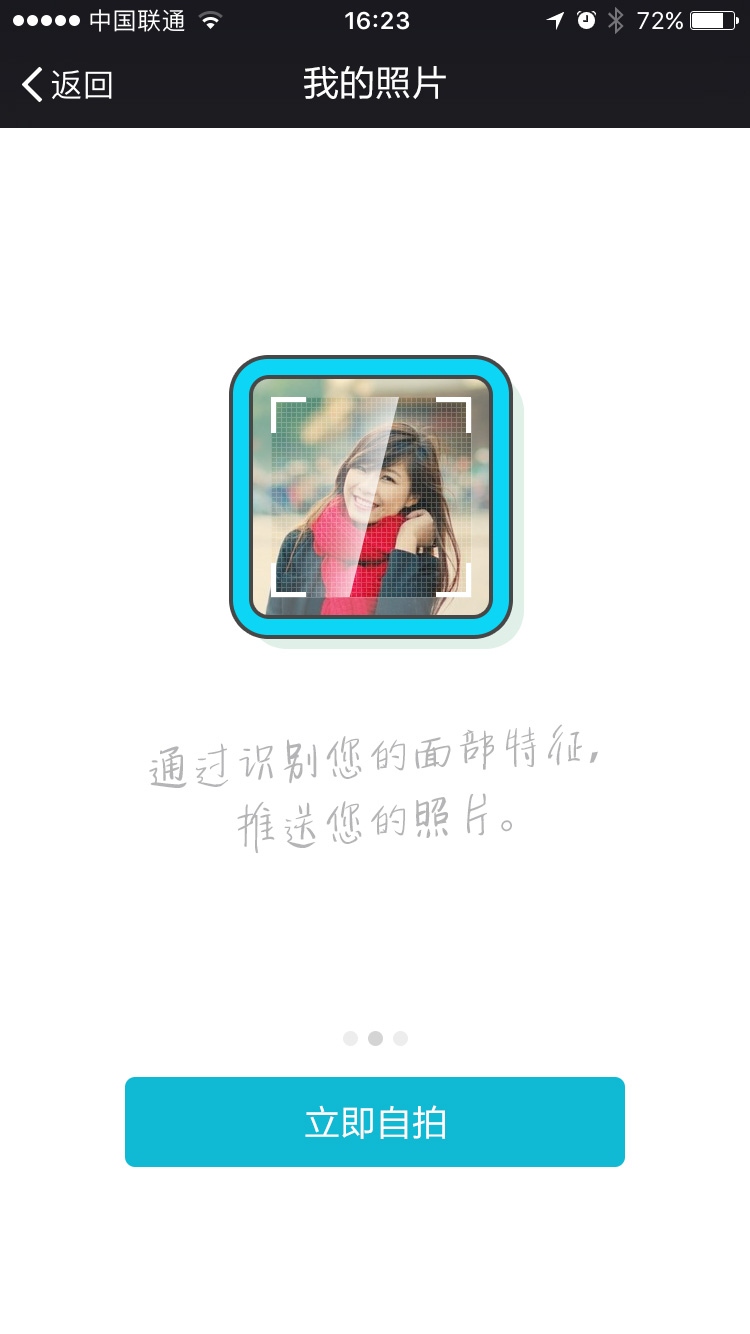 中国联通 16:23 72%
返回 我的照片
通过识别您的面部特征,
推送您的照片。
立即自拍